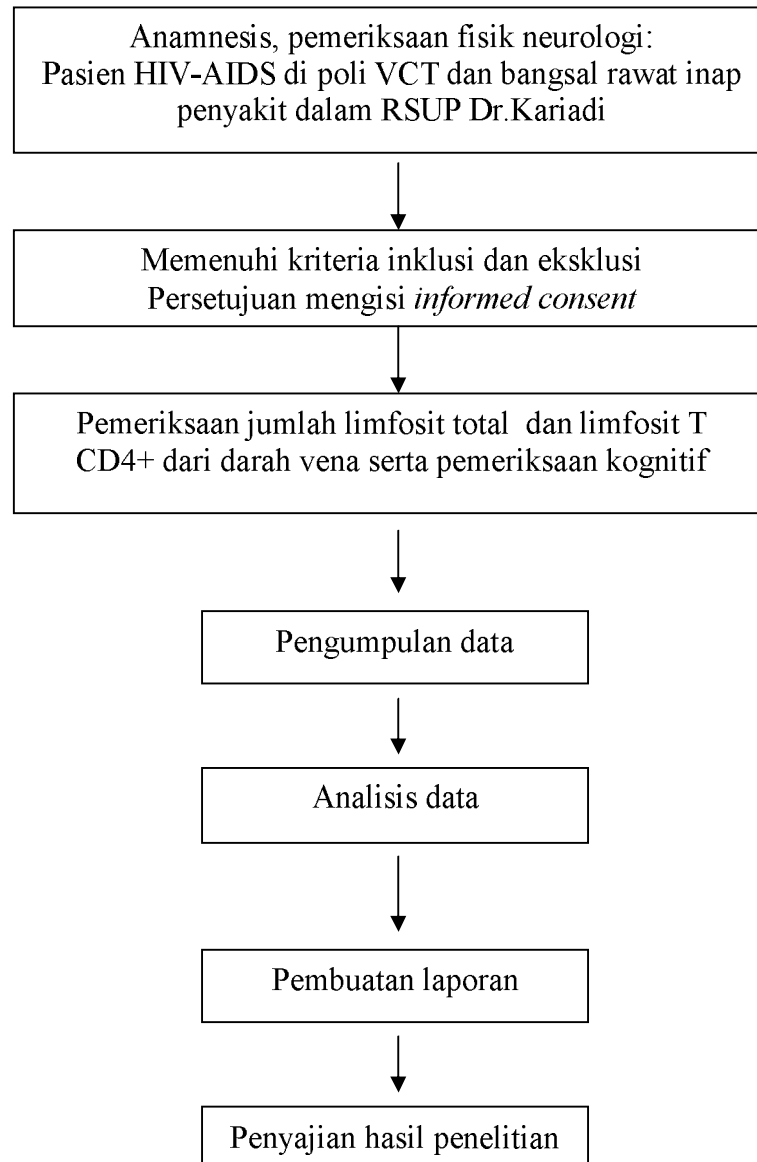 Anamnesis, pemeriksaan fisik neurologi:
Pasien HIV-AIDS di poli VCT dan bangsal rawat inap
penyakit dalam RSUP Dr.Kariadi
Memenuhi kriteria inklusi dan eksklusi
Persetujuan mengisi informed consent
Pemeriksaan jumlah limfosit total dan limfosit T
CD4+ dari darah vena serta pemeriksaan kognitif
Pengumpulan data
Analisis data
Pembuatan laporan
Penyajian hasil penelitian